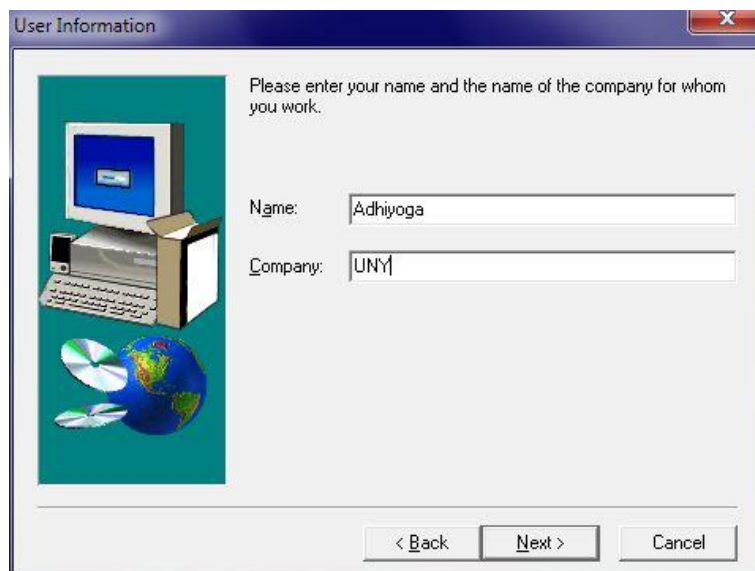 User Information
Please enter your name and the name of the company for whom
you work.
Name: Adhiyoga
Company: UNY
< Back Next > Cancel